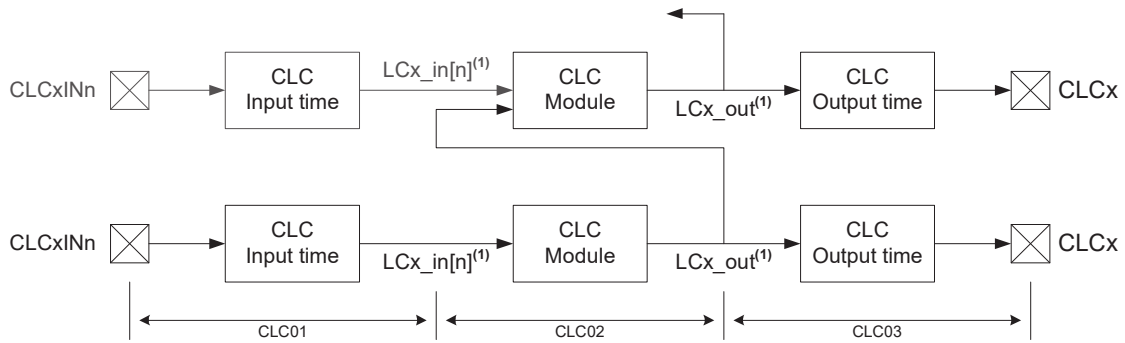 CLCxINn
CLC
Input time
LCx_in[n](1)
CLC
Module
LCx_out(1)
CLC
Output time
CLCx
CLCxINn
CLC
Input time
LCx_in[n](1)
CLC
Module
LCx_out(1)
CLC
Output time
CLCx
CLC01
CLC02
CLC03